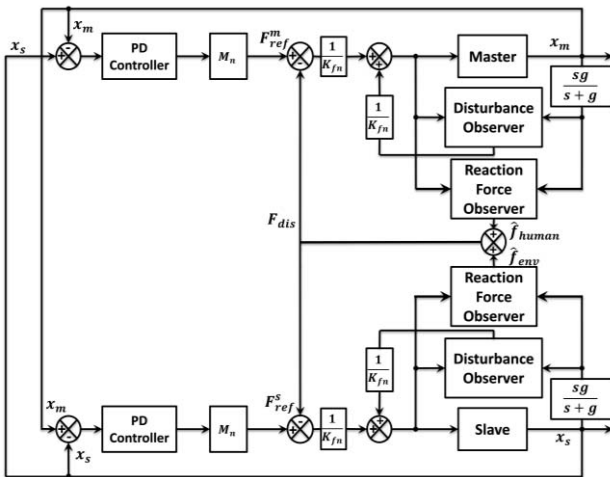 x_s
x_m
-
+
PD
Controller
M_n
F^m_ref
+
-
1
K_fn
+
+
Master
x_m
sg
s + g
1
K_fn
Disturbance
Observer
Reaction
Force
Observer
F_dis
+
+
f̂_human
f̂_env
Reaction
Force
Observer
1
K_fn
Disturbance
Observer
sg
s + g
x_m
+
-
x_s
PD
Controller
M_n
F^s_ref
+
-
1
K_fn
+
+
Slave
x_s